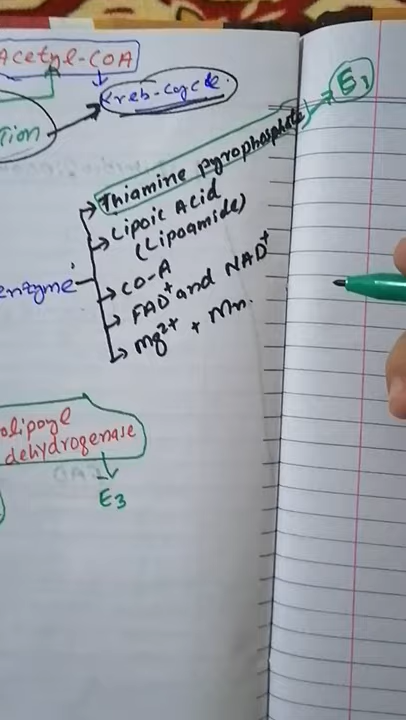 Acetyl-COA
Kreb-Cycle.
tion
Thiamine pyrophosphate) E1
Lipoic Acid
(Lipoamide)
enzyme
CO-A
FAD+ and NAD+
Mg2+ + Mn.
olipoyl
dehydrogenase
E3